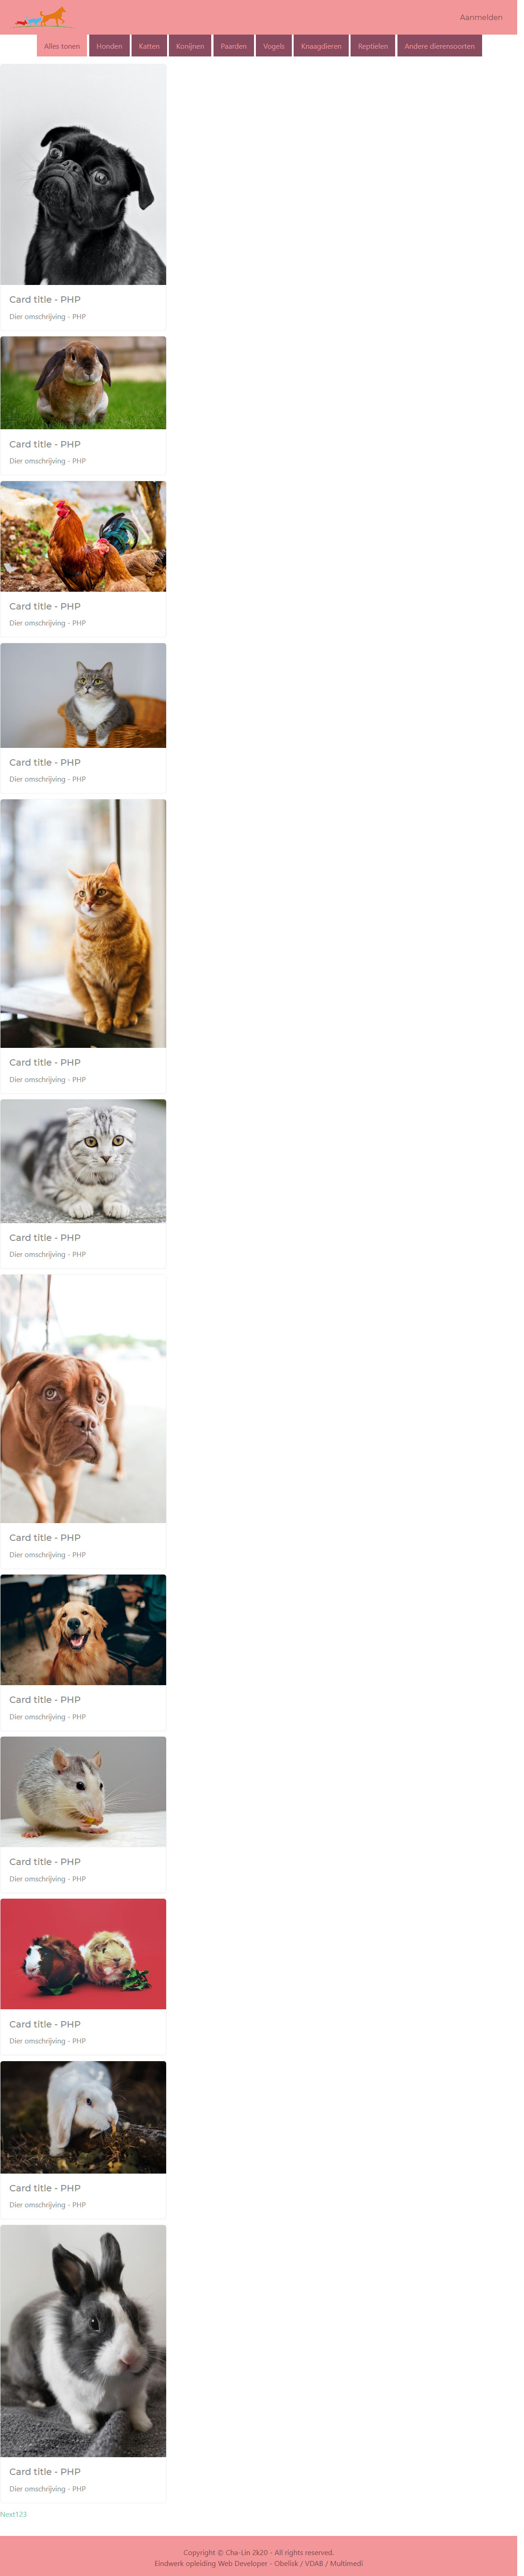 Aanmelden
Alles tonen Honden Katten Konijnen Paarden Vogels Knaagdieren Reptielen Andere dierensoorten
Card title - PHP
Dier omschrijving - PHP
Card title - PHP
Dier omschrijving - PHP
Card title - PHP
Dier omschrijving - PHP
Card title - PHP
Dier omschrijving - PHP
Card title - PHP
Dier omschrijving - PHP
Card title - PHP
Dier omschrijving - PHP
Card title - PHP
Dier omschrijving - PHP
Card title - PHP
Dier omschrijving - PHP
Card title - PHP
Dier omschrijving - PHP
Card title - PHP
Dier omschrijving - PHP
Card title - PHP
Dier omschrijving - PHP
Card title - PHP
Dier omschrijving - PHP
Next123
Copyright © Cha-Lin 2k20 - All rights reserved.
Eindwerk opleiding Web Developer - Obelisk / VDAB / Multimedi